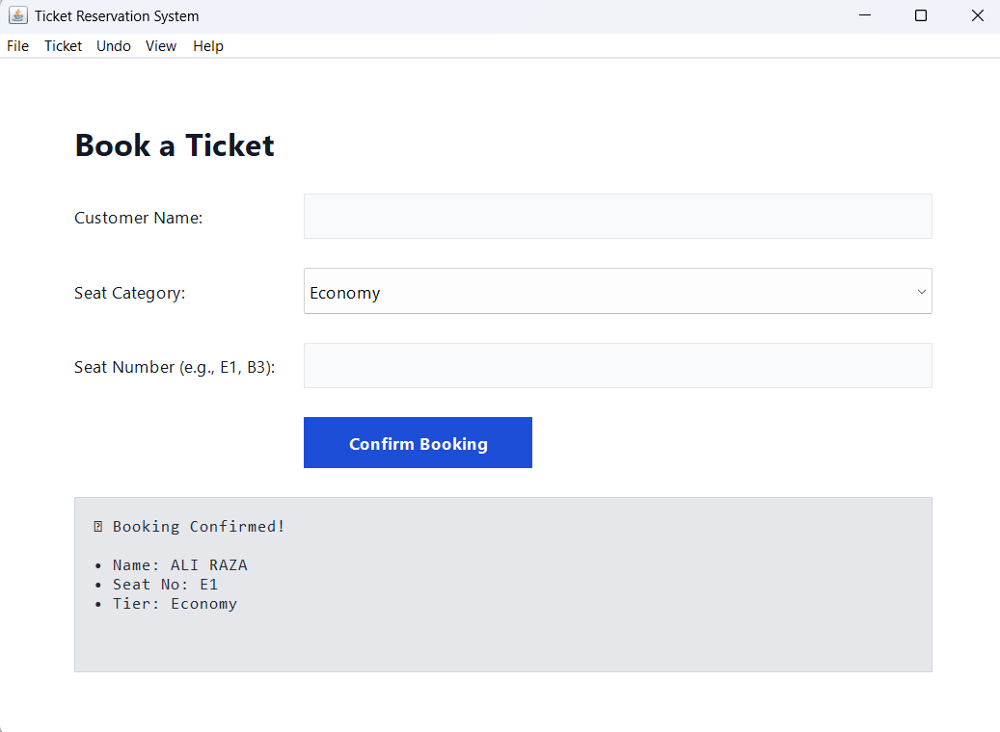 Ticket Reservation System
File Ticket Undo View Help
Book a Ticket
Customer Name:
Seat Category: Economy
Seat Number (e.g., E1, B3):
Confirm Booking
Booking Confirmed!
• Name: ALI RAZA
• Seat No: E1
• Tier: Economy